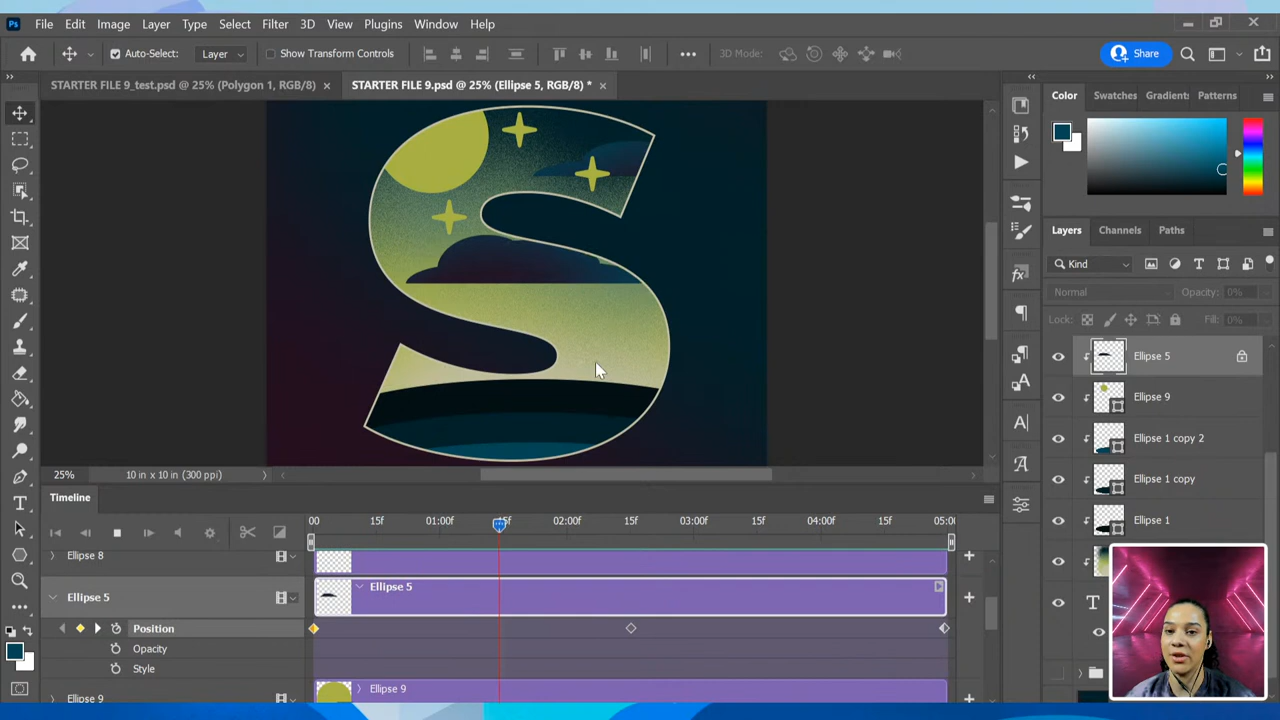 Ps File Edit Image Layer Type Select Filter 3D View Plugins Window Help
Auto-Select: Layer Show Transform Controls 3D Mode: Share
STARTER FILE 9_test.psd @ 25% (Polygon 1, RGB/8) × STARTER FILE 9.psd @ 25% (Ellipse 5, RGB/8) * ×
Color Swatches Gradient: Patterns
S
Layers Channels Paths
Kind
Normal Opacity: 0%
Lock: Fill: 0%
Ellipse 5
Ellipse 9
Ellipse 1 copy 2
Ellipse 1 copy
Ellipse 1
T
25% 10 in x 10 in (300 ppi)
Timeline
00 15f 01:00f 15f 02:00f 15f 03:00f 15f 04:00f 15f 05:0(
Ellipse 8
Ellipse 5 Ellipse 5
Position
Opacity
Style
Ellipse 9 Ellipse 9